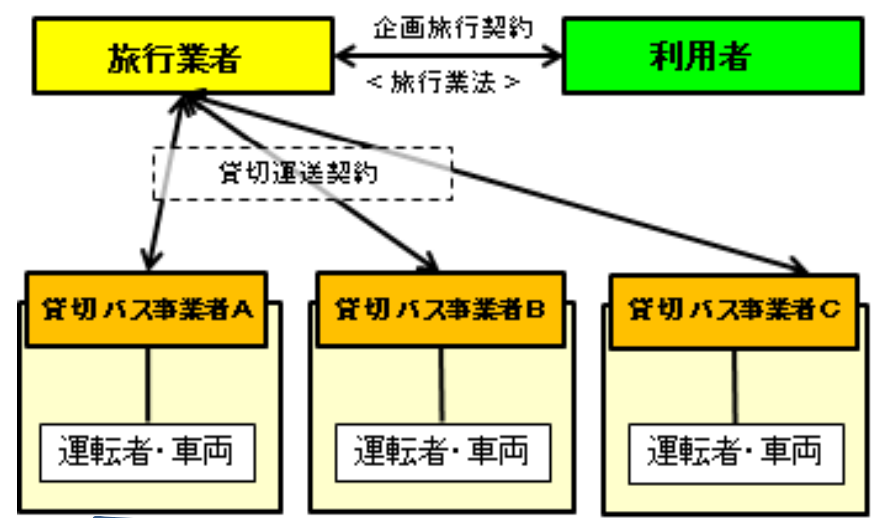 企画旅行契約
旅行業者
利用者
<旅行業法>
貸切運送契約
貸切バス事業者A
貸切バス事業者B
貸切バス事業者C
運転者・車両
運転者・車両
運転者・車両